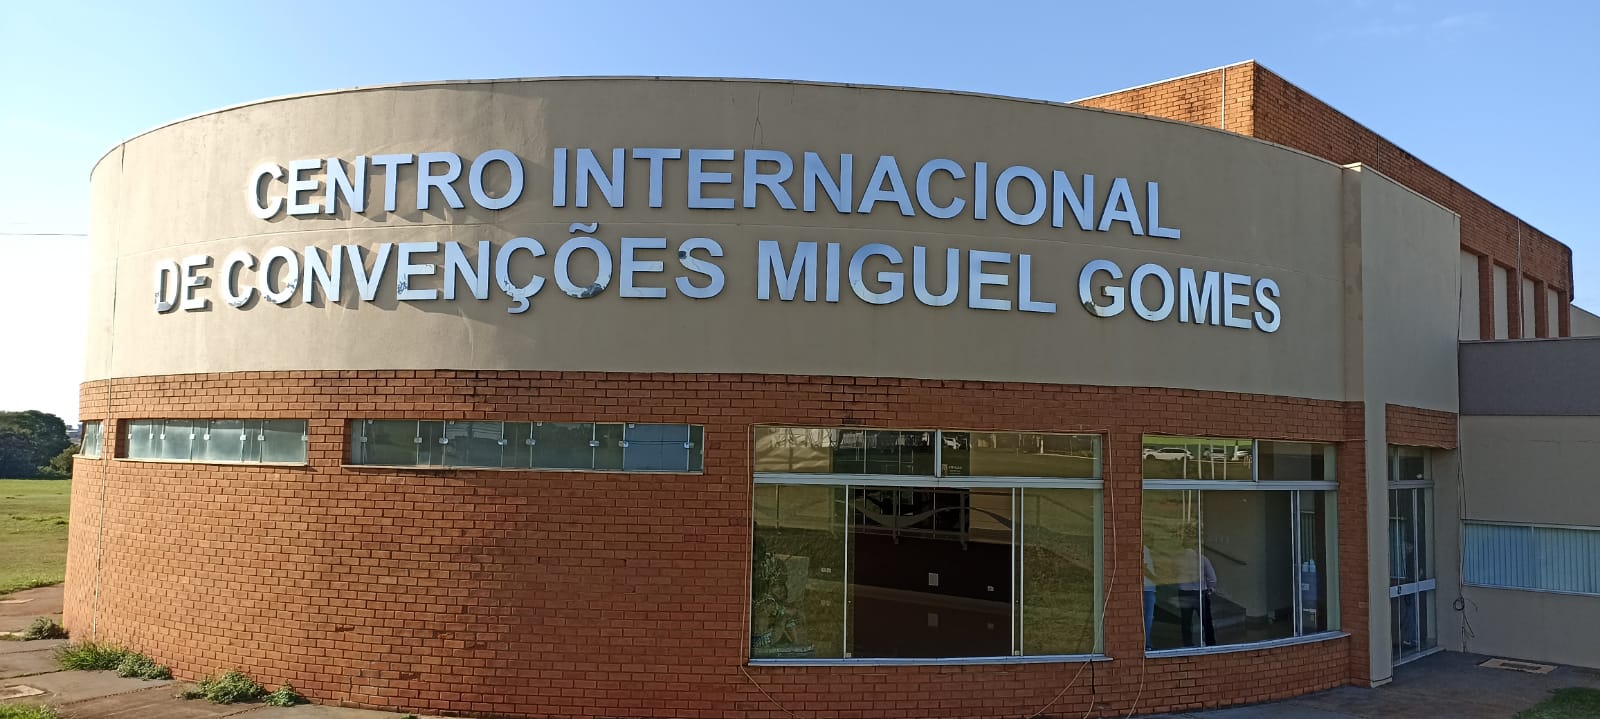 CENTRO INTERNACIONAL
DE CONVENÇÕES MIGUEL GOMES